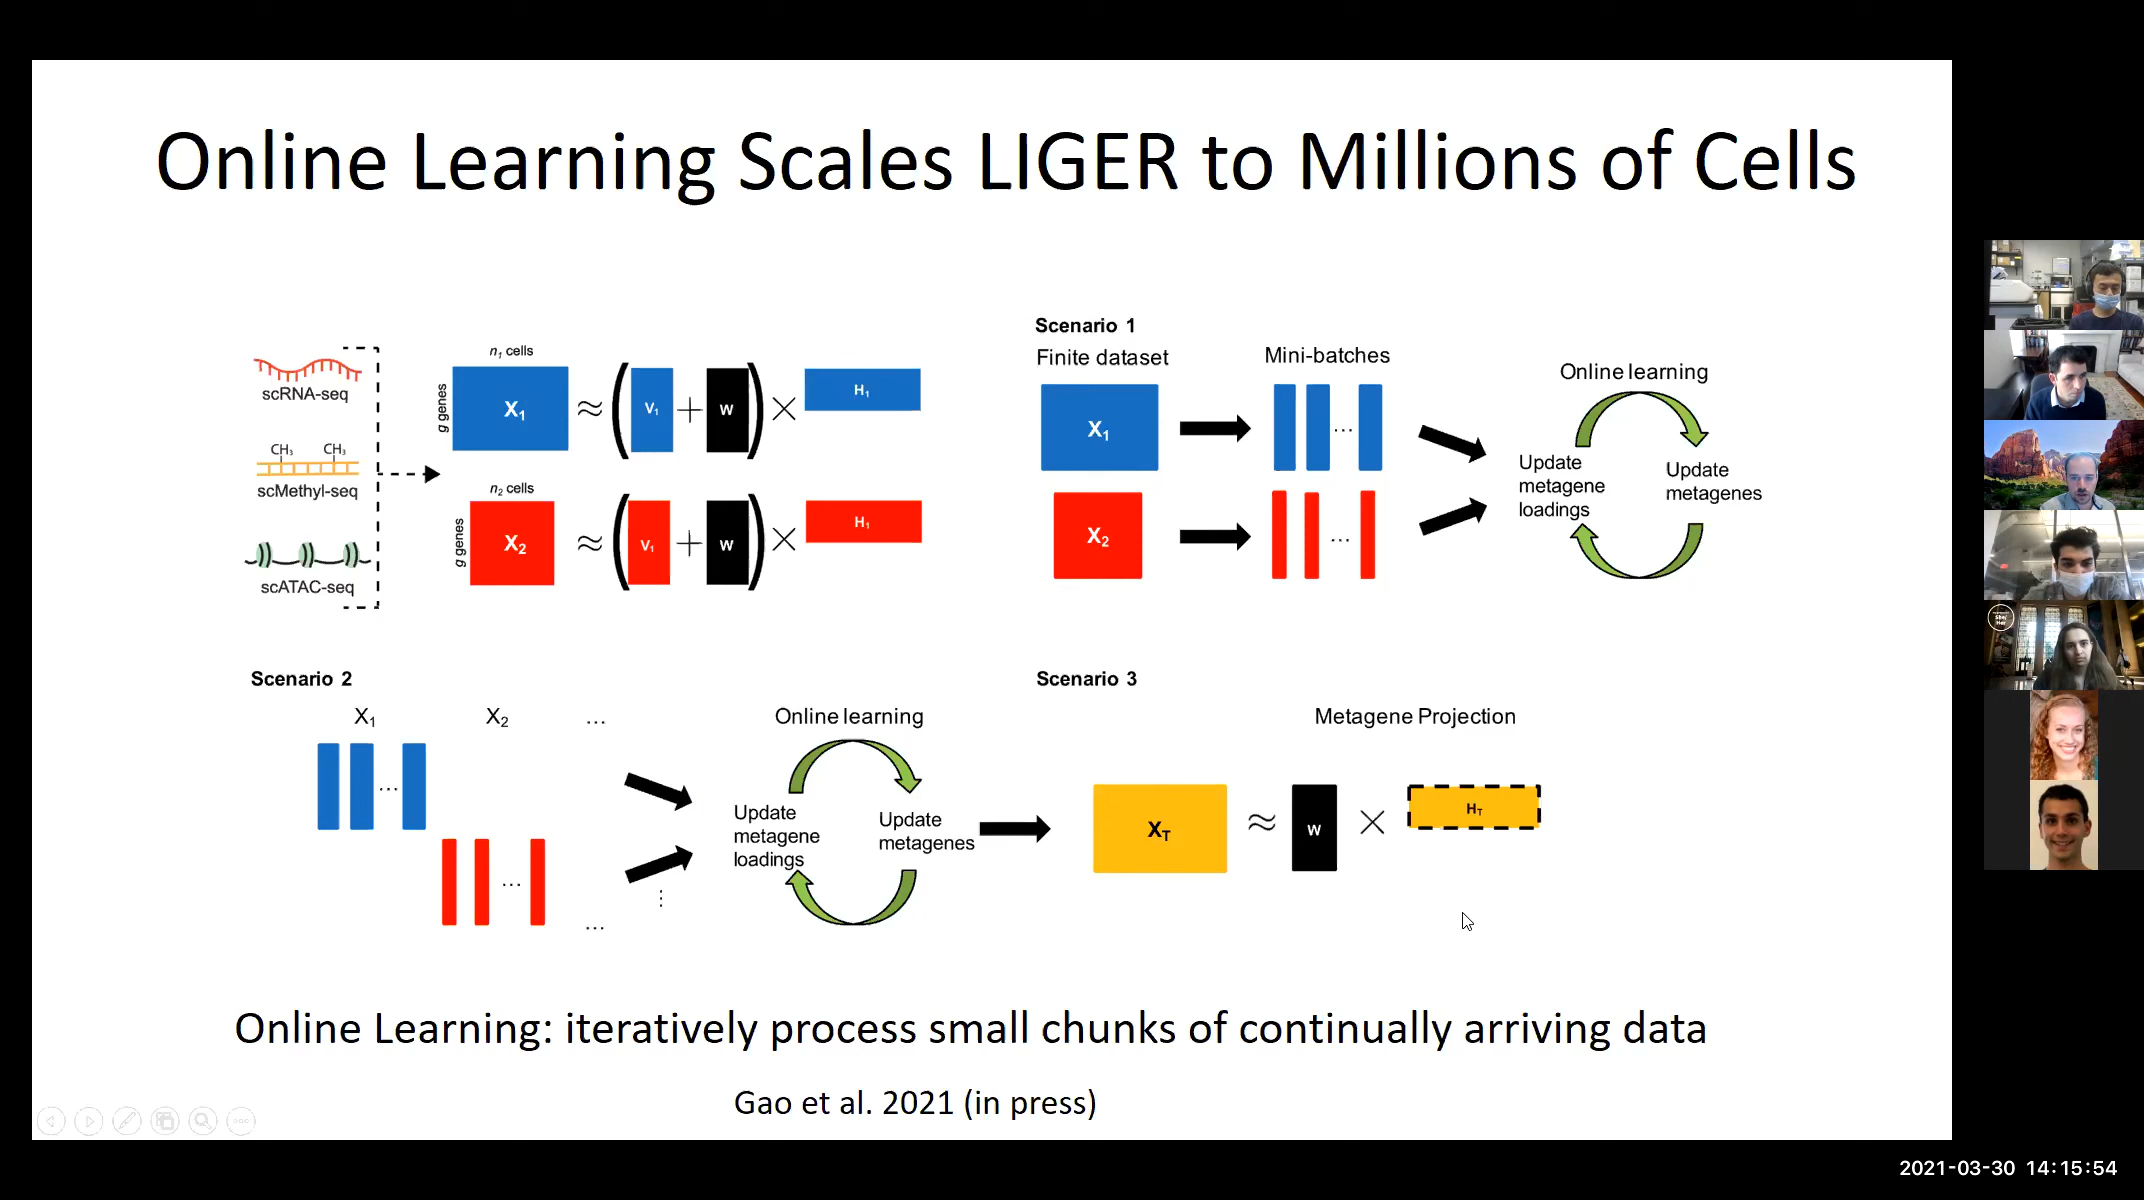 Online Learning Scales LIGER to Millions of Cells
scRNA-seq
CH3 CH3
scMethyl-seq
scATAC-seq
n1 cells
g genes
X1 ≈ ( V1 + W ) × H1
n2 cells
g genes
X2 ≈ ( V1 + W ) × H1
Scenario 1
Finite dataset
Mini-batches
X1
...
X2
...
Online learning
Update
metagene
loadings
Update
metagenes
Scenario 2
X1 X2 ...
...
...
...
⋮
Online learning
Update
metagene
loadings
Update
metagenes
Scenario 3
Metagene Projection
XT ≈ W × HT
Online Learning: iteratively process small chunks of continually arriving data
Gao et al. 2021 (in press)
2021-03-30 14:15:54